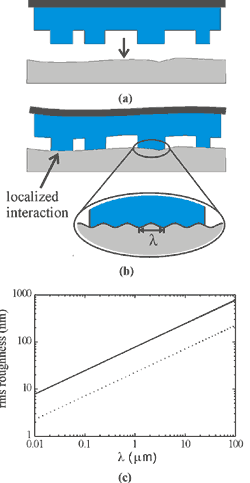 (a)
localized
interaction
λ
(b)
rms roughness (nm)
1000
100
10
1
0.01
0.1
1
10
100
λ (μm)
(c)